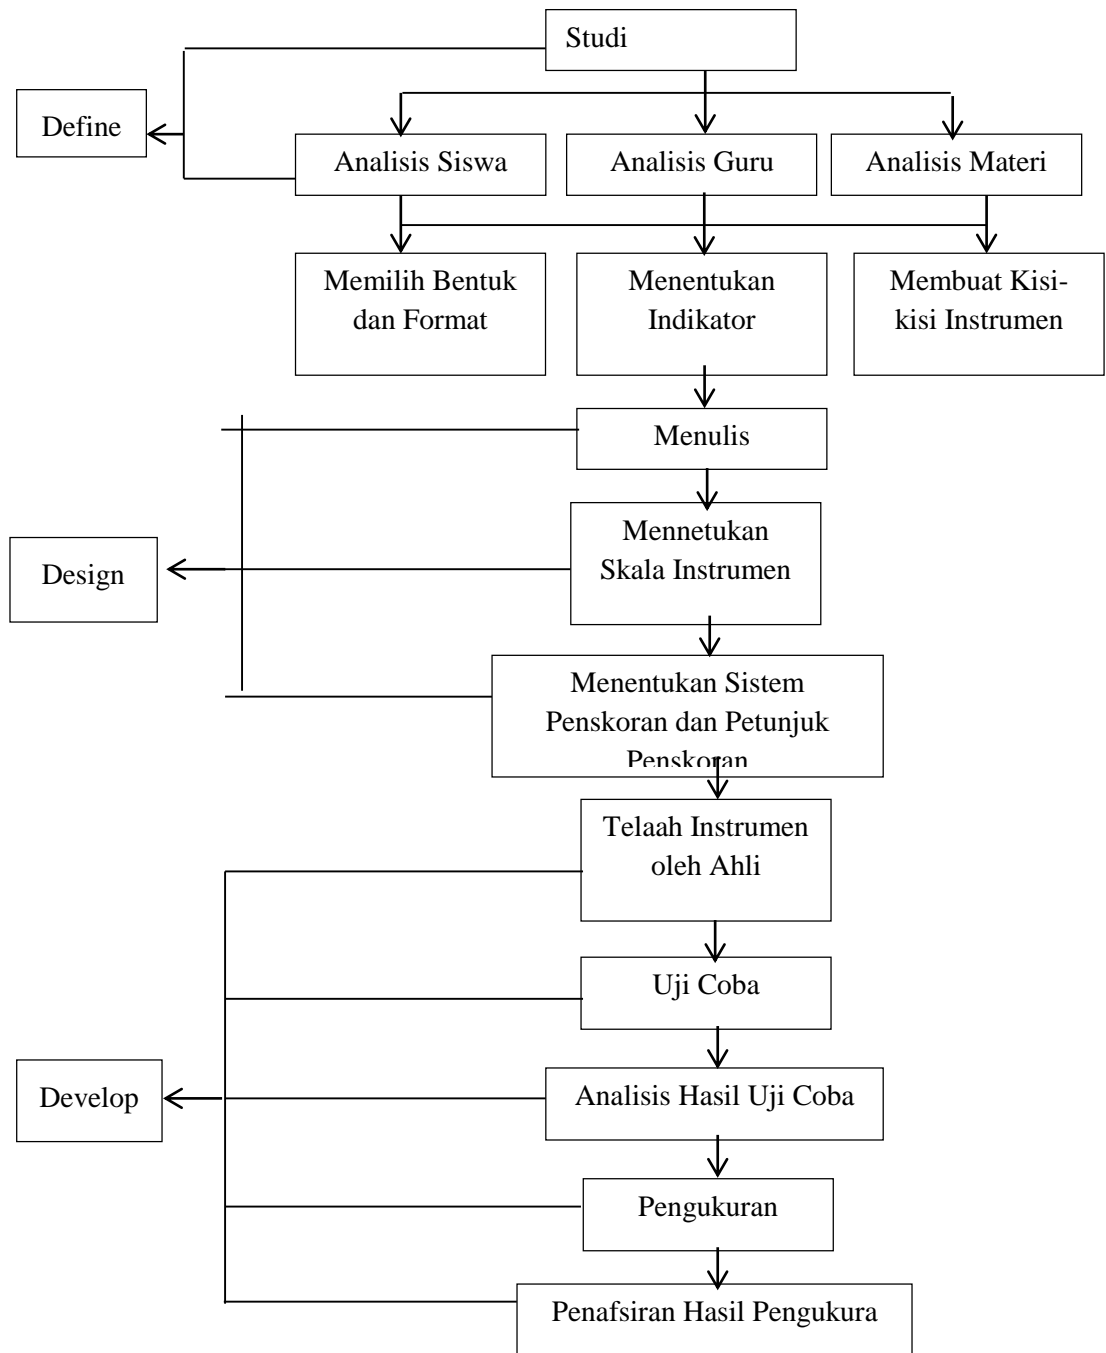 Studi
Define
Analisis Siswa
Analisis Guru
Analisis Materi
Memilih Bentuk
dan Format
Menentukan
Indikator
Membuat Kisi-
kisi Instrumen
Menulis
Mennetukan
Skala Instrumen
Design
Menentukan Sistem
Penskoran dan Petunjuk
Penskoran
Telaah Instrumen
oleh Ahli
Uji Coba
Develop
Analisis Hasil Uji Coba
Pengukuran
Penafsiran Hasil Pengukura